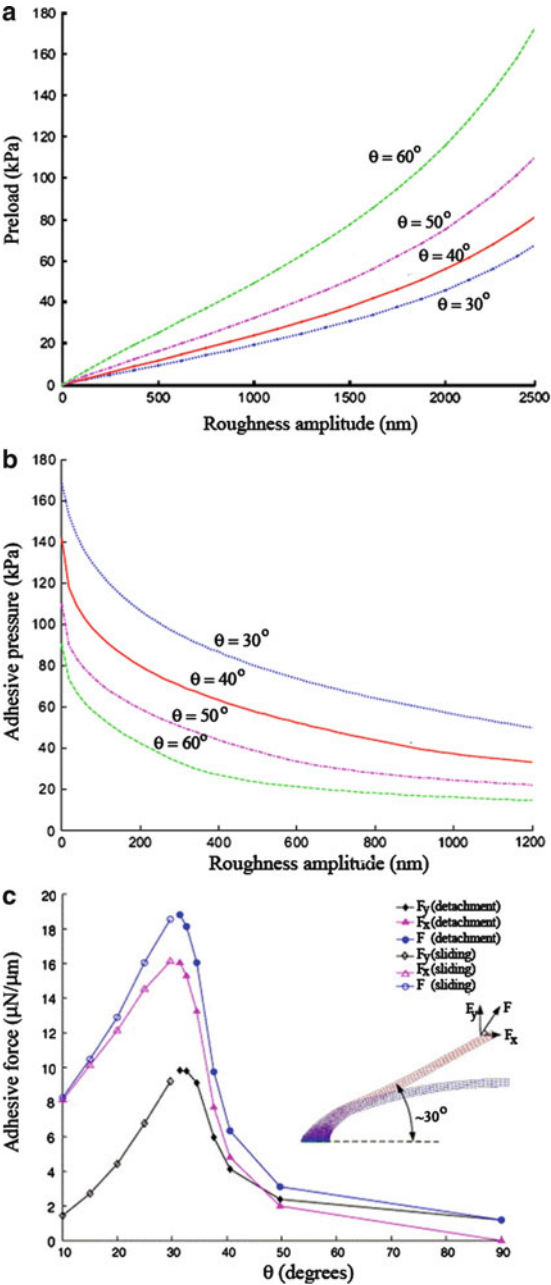 a
180
160
140
120
100
80
60
40
20
0
Preload (kPa)
θ = 60°
θ = 50°
θ = 40°
θ = 30°
0 500 1000 1500 2000 2500
Roughness amplitude (nm)
b
180
160
140
120
100
80
60
40
20
0
Adhesive pressure (kPa)
θ = 30°
θ = 40°
θ = 50°
θ = 60°
0 200 400 600 800 1000 1200
Roughness amplitude (nm)
c
20
18
16
14
12
10
8
6
4
2
0
Adhesive force (μN/μm)
Fy (detachment)
Fx (detachment)
F (detachment)
Fy (sliding)
Fx (sliding)
F (sliding)
Fy
F
Fx
~30°
10 20 30 40 50 60 70 80 90
θ (degrees)